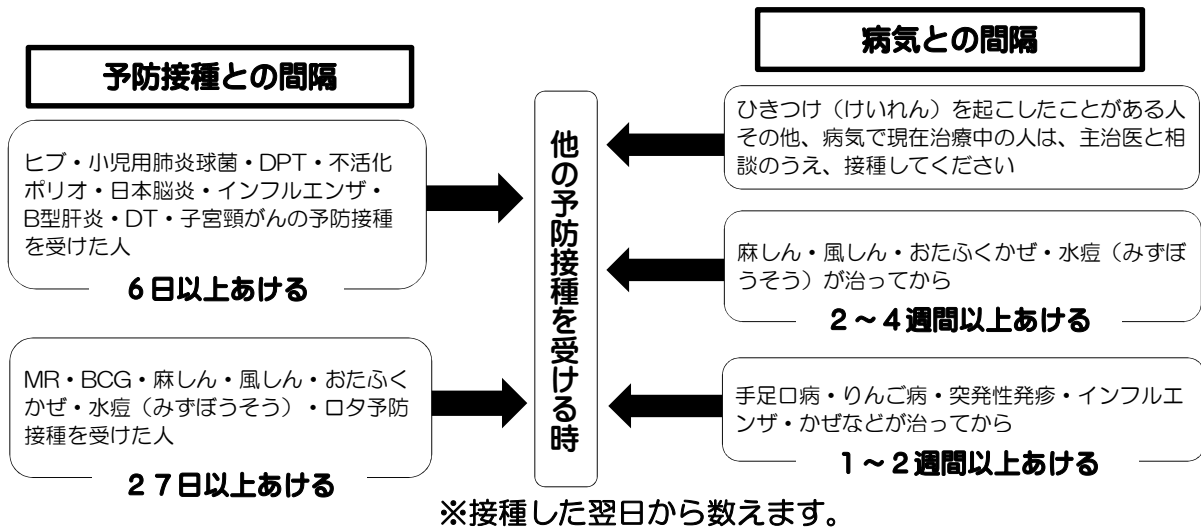 予防接種との間隔
ヒブ・小児用肺炎球菌・DPT・不活化
ポリオ・日本脳炎・インフルエンザ・
B型肝炎・DT・子宮頸がんの予防接種
を受けた人
6日以上あける
MR・BCG・麻しん・風しん・おたふく
かぜ・水痘（みずぼうそう）・ロタ予防
接種を受けた人
27日以上あける
他の予防接種を受ける時
病気との間隔
ひきつけ（けいれん）を起こしたことがある人
その他、病気で現在治療中の人は、主治医と相
談のうえ、接種してください
麻しん・風しん・おたふくかぜ・水痘（みずぼ
うそう）が治ってから
2～4週間以上あける
手足口病・りんご病・突発性発疹・インフルエ
ンザ・かぜなどが治ってから
1～2週間以上あける
※接種した翌日から数えます。